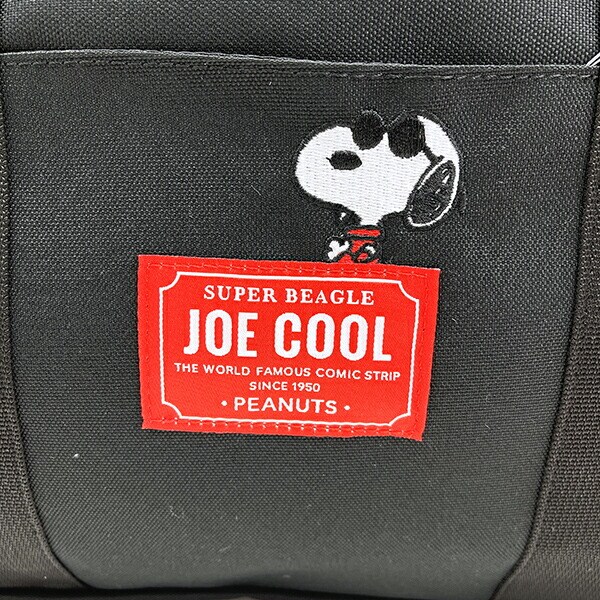 SUPER BEAGLE
JOE COOL
THE WORLD FAMOUS COMIC STRIP
SINCE 1950
· PEANUTS ·